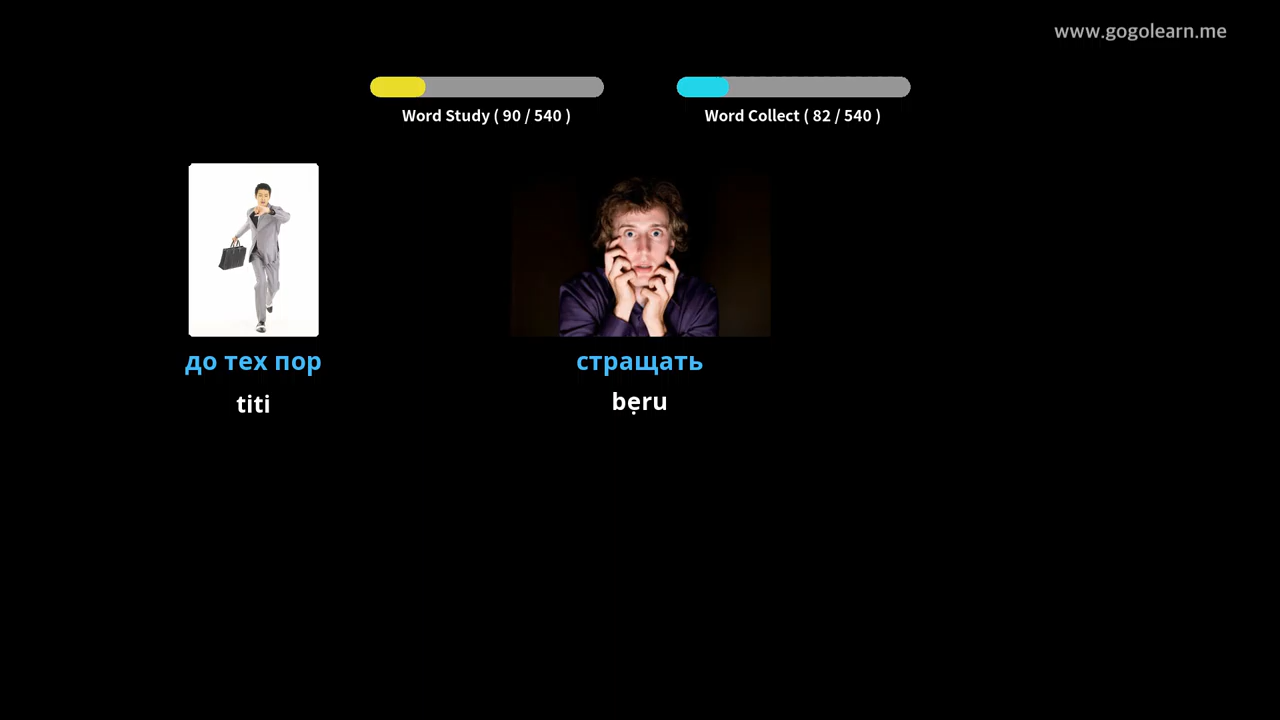 www.gogolearn.me
Word Study ( 90 / 540 )
Word Collect ( 82 / 540 )
до тех пор
стращать
titi
bẹru